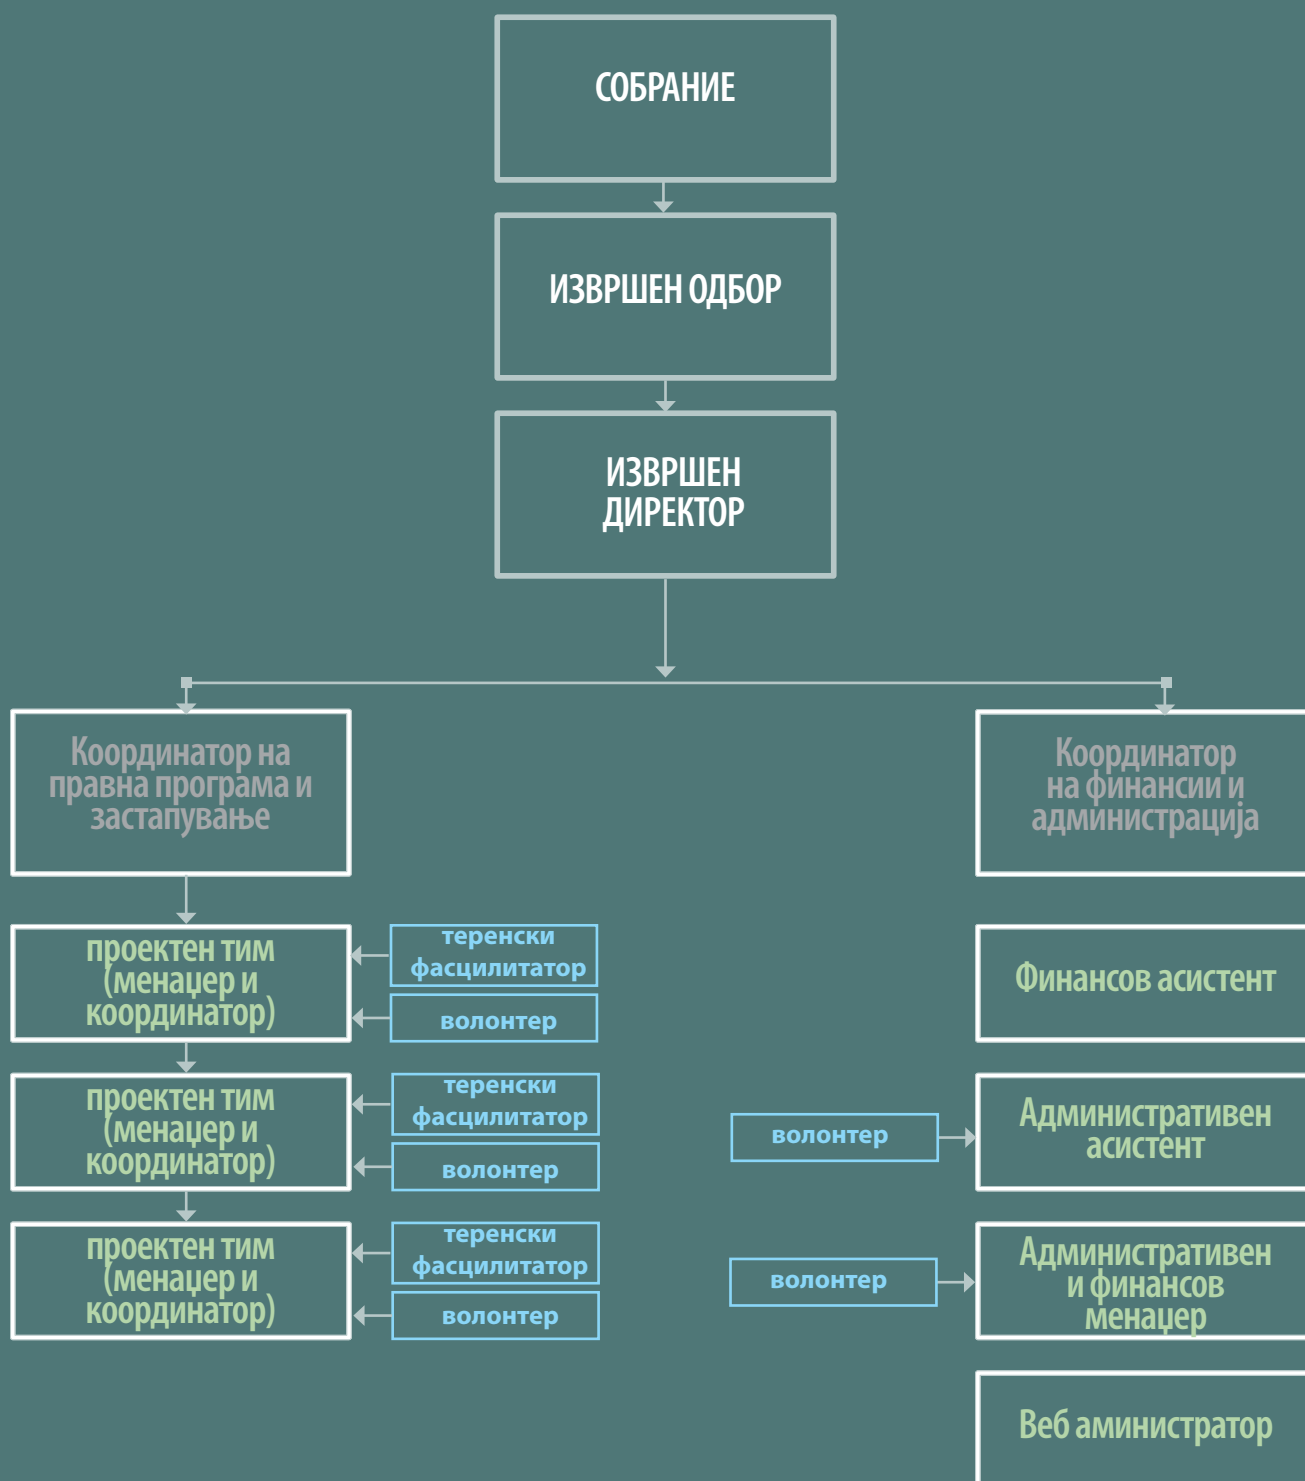 СОБРАНИЕ
ИЗВРШЕН ОДБОР
ИЗВРШЕН
ДИРЕКТОР
Координатор на
правна програма и
застапување
Координатор
на финансии и
администрација
проектен тим
(менаџер и
координатор)
теренски
фасцилитатор
волонтер
Финансов асистент
проектен тим
(менаџер и
координатор)
теренски
фасцилитатор
волонтер
волонтер
Административен
асистент
проектен тим
(менаџер и
координатор)
теренски
фасцилитатор
волонтер
волонтер
Административен
и финансов
менаџер
Веб аминистратор